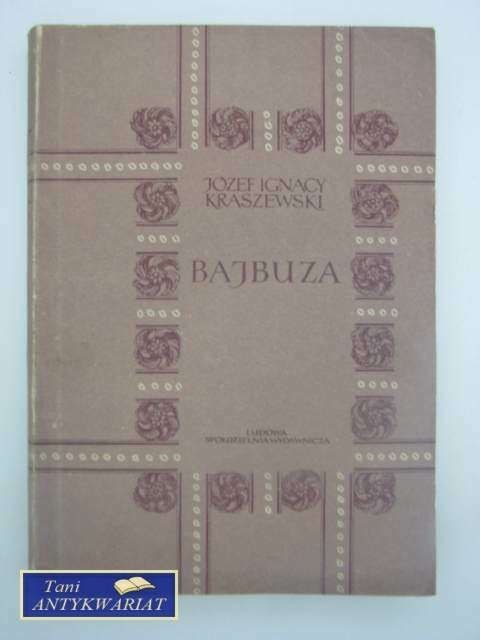 JÓZEF IGNACY
KRASZEWSKI
BAJBUZA
LUDOWA
SPÓŁDZIELNIA WYDAWNICZA
Tani
ANTYKWARIAT